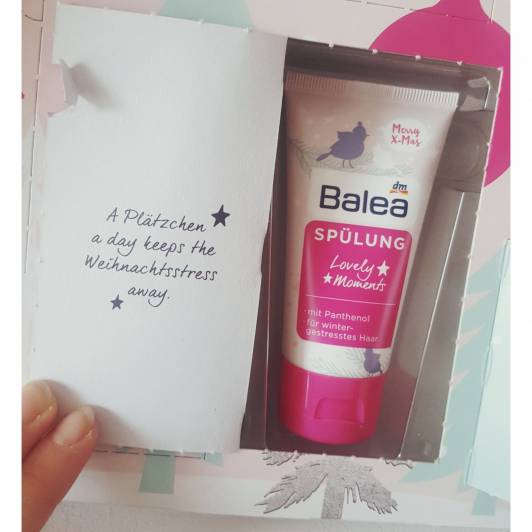 A Plätzchen
a day keeps the
Weihnachtsstress
away.
Merry
X-Mas
dm
Balea
SPÜLUNG
Lovely
Moments
· mit Panthenol
· für winter-
gestresstes Haar